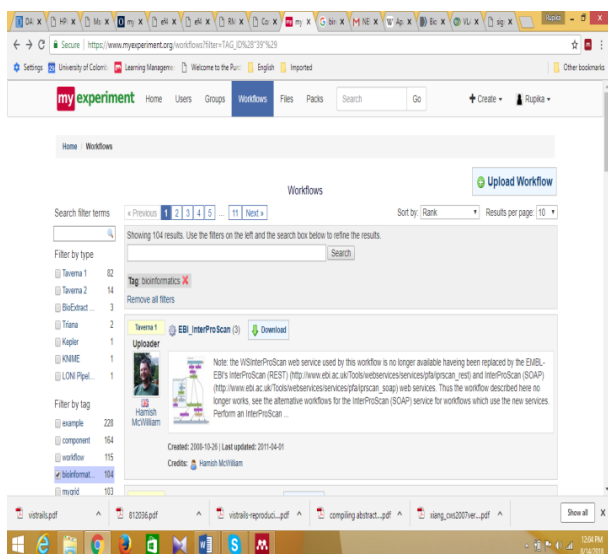 my
Rupika
Secure | https://www.myexperiment.org/workflows?filter=TAG_ID%28"39"%29
Settings University of Colomb Learning Manageme Welcome to the Pur English Imported Other bookmarks
my experiment Home Users Groups Workflows Files Packs Search Go + Create Rupika
Home / Workflows
Upload Workflow
Workflows
Search filter terms « Previous 1 2 3 4 5 ... 11 Next » Sort by: Rank Results per page: 10
Showing 104 results. Use the filters on the left and the search box below to refine the results.
Filter by type Search
Taverna 1 82
Taverna 2 14
Tag: bioinformatics
BioExtract ... 3
Remove all filters
Triana 2
Kepler 1
KNIME 1
LONI Pipel... 1
Taverna 1 EBI_InterProScan (3) Download
Uploader
Note: the WSInterProScan web service used by this workflow is no longer available haveing been replaced by the EMBL-
EBI's InterProScan (REST) (http://www.ebi.ac.uk/Tools/webservices/services/pfa/iprscan_rest) and InterProScan (SOAP)
(http://www.ebi.ac.uk/Tools/webservices/services/pfa/iprscan_soap) web services. Thus the workflow described here no
longer works, see the alternative workflows for the InterProScan (SOAP) service for workflows which use the new services.
Perform an InterProScan ...
Hamish
McWilliam
Filter by tag
example 228
component 164
workflow 115
bioinformat... 104
mygrid 103
Created: 2008-10-26 | Last updated: 2011-04-01
Credits: Hamish McWilliam
vistrails.pdf 812036.pdf vistrails-reproduci....pdf compiling abstract...pdf xiang_cws2007ver...pdf Show all X
12:04 PM